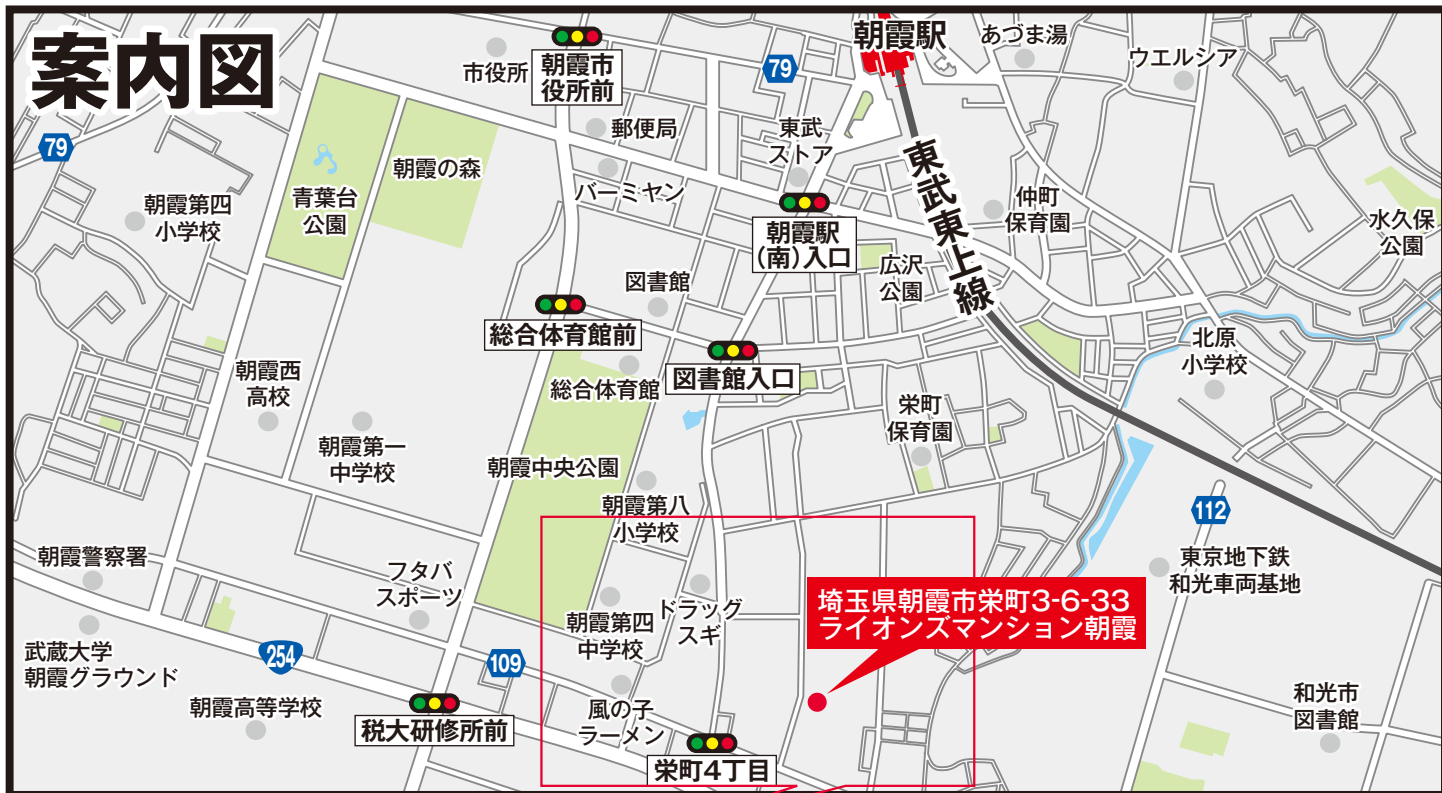 案内図
朝霞駅
あづま湯
ウエルシア
市役所
朝霞市
役所前
79
79
郵便局
東武
ストア
バーミヤン
朝霞の森
青葉台
公園
朝霞第四
小学校
朝霞駅
(南)入口
東武東上線
仲町
保育園
水久保
公園
広沢
公園
図書館
総合体育館前
図書館入口
総合体育館
北原
小学校
朝霞西
高校
朝霞第一
中学校
朝霞中央公園
栄町
保育園
朝霞第八
小学校
112
東京地下鉄
和光車両基地
朝霞警察署
フタバ
スポーツ
朝霞第四
中学校
ドラッグ
スギ
埼玉県朝霞市栄町3-6-33
ライオンズマンション朝霞
武蔵大学
朝霞グラウンド
254
109
朝霞高等学校
税大研修所前
風の子
ラーメン
栄町4丁目
和光市
図書館